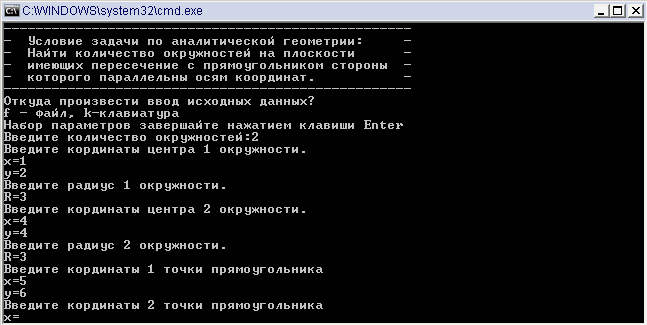 C:\WINDOWS\system32\cmd.exe
---------------------------------------------------
-  Условие задачи по аналитической геометрии:     -
-  Найти количество окружностей на плоскости      -
-  имеющих пересечение с прямоугольником стороны  -
-  которого параллельны осям координат.           -
---------------------------------------------------
Откуда произвести ввод исходных данных?
f - файл, k-клавиатура
Набор параметров завершайте нажатием клавиши Enter
Введите количество окружностей:2
Введите кординаты центра 1 окружности.
x=1
y=2
Введите радиус 1 окружности.
R=3
Введите кординаты центра 2 окружности.
x=4
y=4
Введите радиус 2 окружности.
R=3
Введите кординаты 1 точки прямоугольника
x=5
y=6
Введите кординаты 2 точки прямоугольника
x=